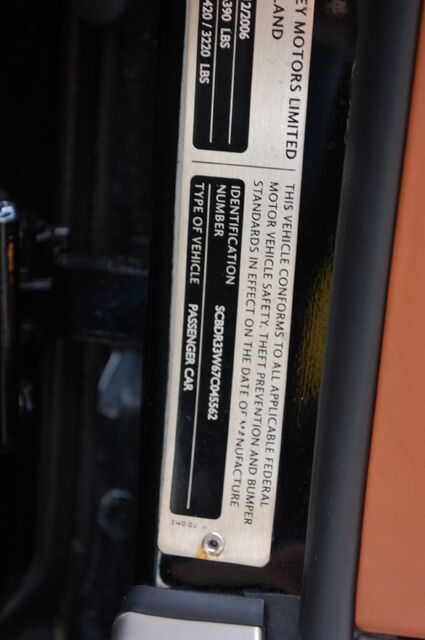 EY MOTORS LIMITED
LAND
2/2006
390 LBS
420 / 3220 LBS
THIS VEHICLE CONFORMS TO ALL APPLICABLE FEDERAL
MOTOR VEHICLE SAFETY, THEFT PREVENTION AND BUMPER
STANDARDS IN EFFECT ON THE DATE OF MANUFACTURE
IDENTIFICATION
NUMBER SCBDR33W67C045562
TYPE OF VEHICLE PASSENGER CAR